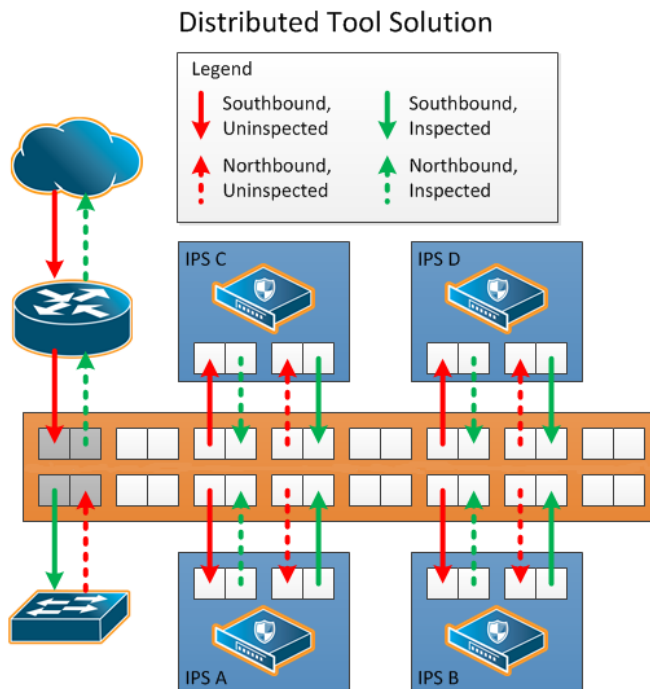 Distributed Tool Solution
Legend
Southbound,
Uninspected
Southbound,
Inspected
Northbound,
Uninspected
Northbound,
Inspected
IPS C
IPS D
IPS A
IPS B